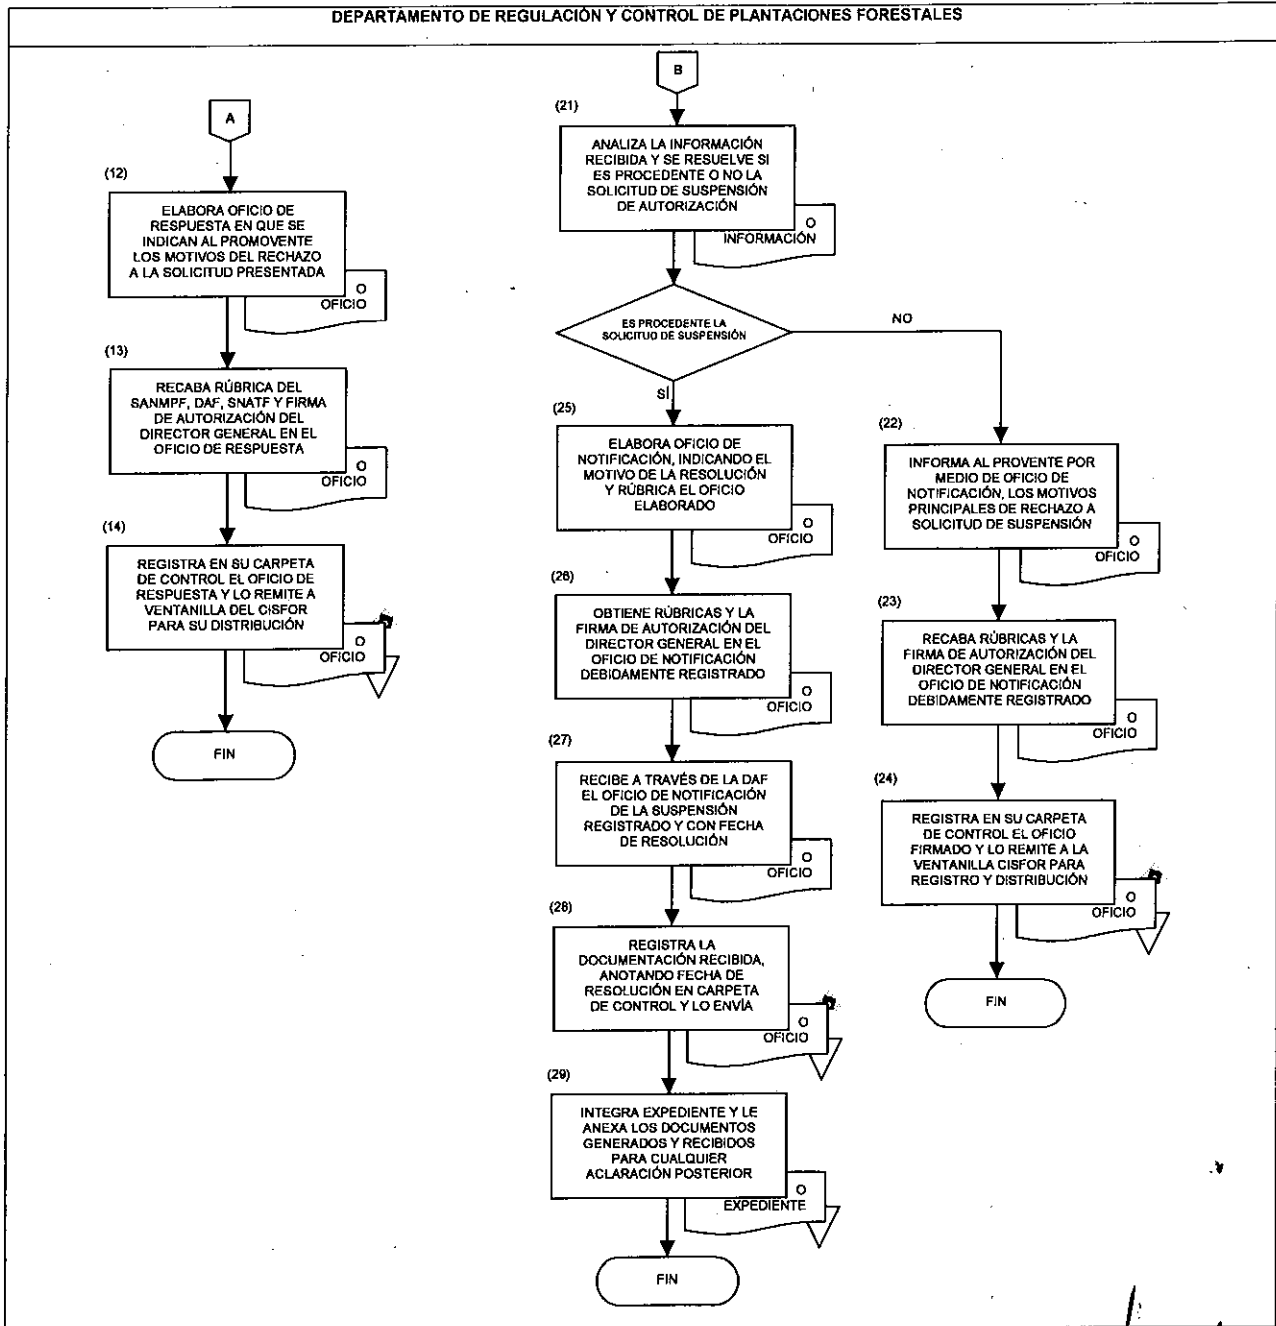 DEPARTAMENTO DE REGULACIÓN Y CONTROL DE PLANTACIONES FORESTALES
A
(12)
ELABORA OFICIO DE
RESPUESTA EN QUE SE
INDICAN AL PROMOVENTE
LOS MOTIVOS DEL RECHAZO
A LA SOLICITUD PRESENTADA
O
OFICIO
(13)
RECABA RÚBRICA DEL
SANMPF, DAF, SNATF Y FIRMA
DE AUTORIZACIÓN DEL
DIRECTOR GENERAL EN EL
OFICIO DE RESPUESTA
O
OFICIO
(14)
REGISTRA EN SU CARPETA
DE CONTROL EL OFICIO DE
RESPUESTA Y LO REMITE A
VENTANILLA DEL CISFOR
PARA SU DISTRIBUCIÓN
O
OFICIO
FIN
B
(21)
ANALIZA LA INFORMACIÓN
RECIBIDA Y SE RESUELVE SI
ES PROCEDENTE O NO LA
SOLICITUD DE SUSPENSIÓN
DE AUTORIZACIÓN
O
INFORMACIÓN
ES PROCEDENTE LA
SOLICITUD DE SUSPENSIÓN
NO
SÍ
(25)
ELABORA OFICIO DE
NOTIFICACIÓN, INDICANDO EL
MOTIVO DE LA RESOLUCIÓN
Y RÚBRICA EL OFICIO
ELABORADO
O
OFICIO
(26)
OBTIENE RÚBRICAS Y LA
FIRMA DE AUTORIZACIÓN DEL
DIRECTOR GENERAL EN EL
OFICIO DE NOTIFICACIÓN
DEBIDAMENTE REGISTRADO
O
OFICIO
(27)
RECIBE A TRAVÉS DE LA DAF
EL OFICIO DE NOTIFICACIÓN
DE LA SUSPENSIÓN
REGISTRADO Y CON FECHA
DE RESOLUCIÓN
O
OFICIO
(28)
REGISTRA LA
DOCUMENTACIÓN RECIBIDA,
ANOTANDO FECHA DE
RESOLUCIÓN EN CARPETA
DE CONTROL Y LO ENVÍA
O
OFICIO
(29)
INTEGRA EXPEDIENTE Y LE
ANEXA LOS DOCUMENTOS
GENERADOS Y RECIBIDOS
PARA CUALQUIER
ACLARACIÓN POSTERIOR
O
EXPEDIENTE
FIN
(22)
INFORMA AL PROVENTE POR
MEDIO DE OFICIO DE
NOTIFICACIÓN, LOS MOTIVOS
PRINCIPALES DE RECHAZO A
SOLICITUD DE SUSPENSIÓN
O
OFICIO
(23)
RECABA RÚBRICAS Y LA
FIRMA DE AUTORIZACIÓN DEL
DIRECTOR GENERAL EN EL
OFICIO DE NOTIFICACIÓN
DEBIDAMENTE REGISTRADO
O
OFICIO
(24)
REGISTRA EN SU CARPETA
DE CONTROL EL OFICIO
FIRMADO Y LO REMITE A LA
VENTANILLA CISFOR PARA
REGISTRO Y DISTRIBUCIÓN
O
OFICIO
FIN